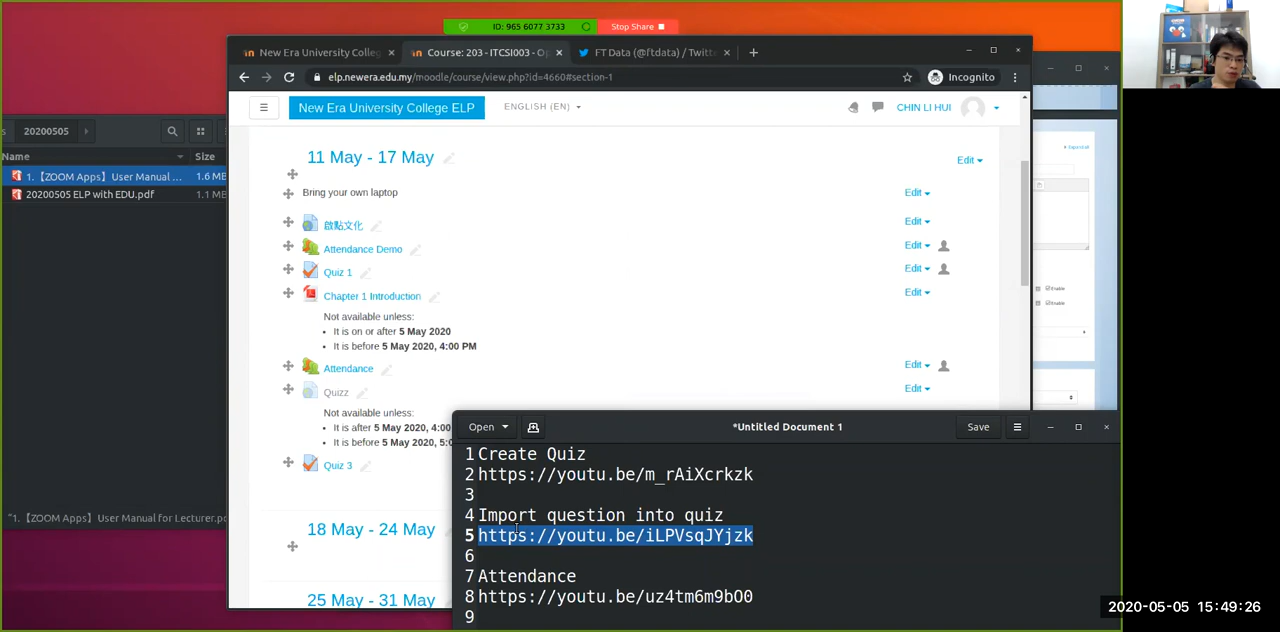 ID: 965 6077 3733
Stop Share
New Era University Colleg
Course: 203 - ITCSI003 - Op
FT Data (@ftdata) / Twitt
elp.newera.edu.my/moodle/course/view.php?id=4660#section-1
Incognito
New Era University College ELP
ENGLISH (EN)
CHIN LI HUI
20200505
Name
Size
1.【ZOOM Apps】User Manual ...
1.6 MB
20200505 ELP with EDU.pdf
1.1 MB
"1.【ZOOM Apps】User Manual for Lecturer.pd
11 May - 17 May
Edit
Bring your own laptop
Edit
啟點文化
Edit
Attendance Demo
Edit
Quiz 1
Edit
Chapter 1 Introduction
Edit
Not available unless:
It is on or after 5 May 2020
It is before 5 May 2020, 4:00 PM
Attendance
Edit
Quizz
Edit
Not available unless:
It is after 5 May 2020, 4:00
It is before 5 May 2020, 5:0
Quiz 3
18 May - 24 May
25 May - 31 May
Expand all
Enable
Enable
Open
*Untitled Document 1
Save
1 Create Quiz
2 https://youtu.be/m_rAiXcrkzk
3
4 Import question into quiz
5 https://youtu.be/iLPVsqJYjzk
6
7 Attendance
8 https://youtu.be/uz4tm6m9bO0
9
2020-05-05 15:49:26